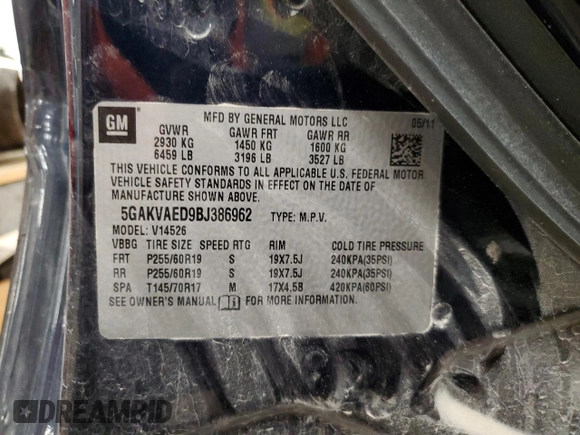 GM
MFD BY GENERAL MOTORS LLC 05/11
GVWR GAWR FRT GAWR RR
2930 KG 1450 KG 1600 KG
6459 LB 3196 LB 3527 LB
THIS VEHICLE CONFORMS TO ALL APPLICABLE U.S. FEDERAL MOTOR
VEHICLE SAFETY STANDARDS IN EFFECT ON THE DATE OF
MANUFACTURE SHOWN ABOVE.
5GAKVAED9BJ386962 TYPE: M.P.V.
MODEL: V14526
VBBG TIRE SIZE SPEED RTG RIM COLD TIRE PRESSURE
FRT P255/60R19 S 19X7.5J 240KPA(35PSI)
RR P255/60R19 S 19X7.5J 240KPA(35PSI)
SPA T145/70R17 M 17X4.5B 420KPA(60PSI)
SEE OWNER'S MANUAL FOR MORE INFORMATION.
DREAMBID